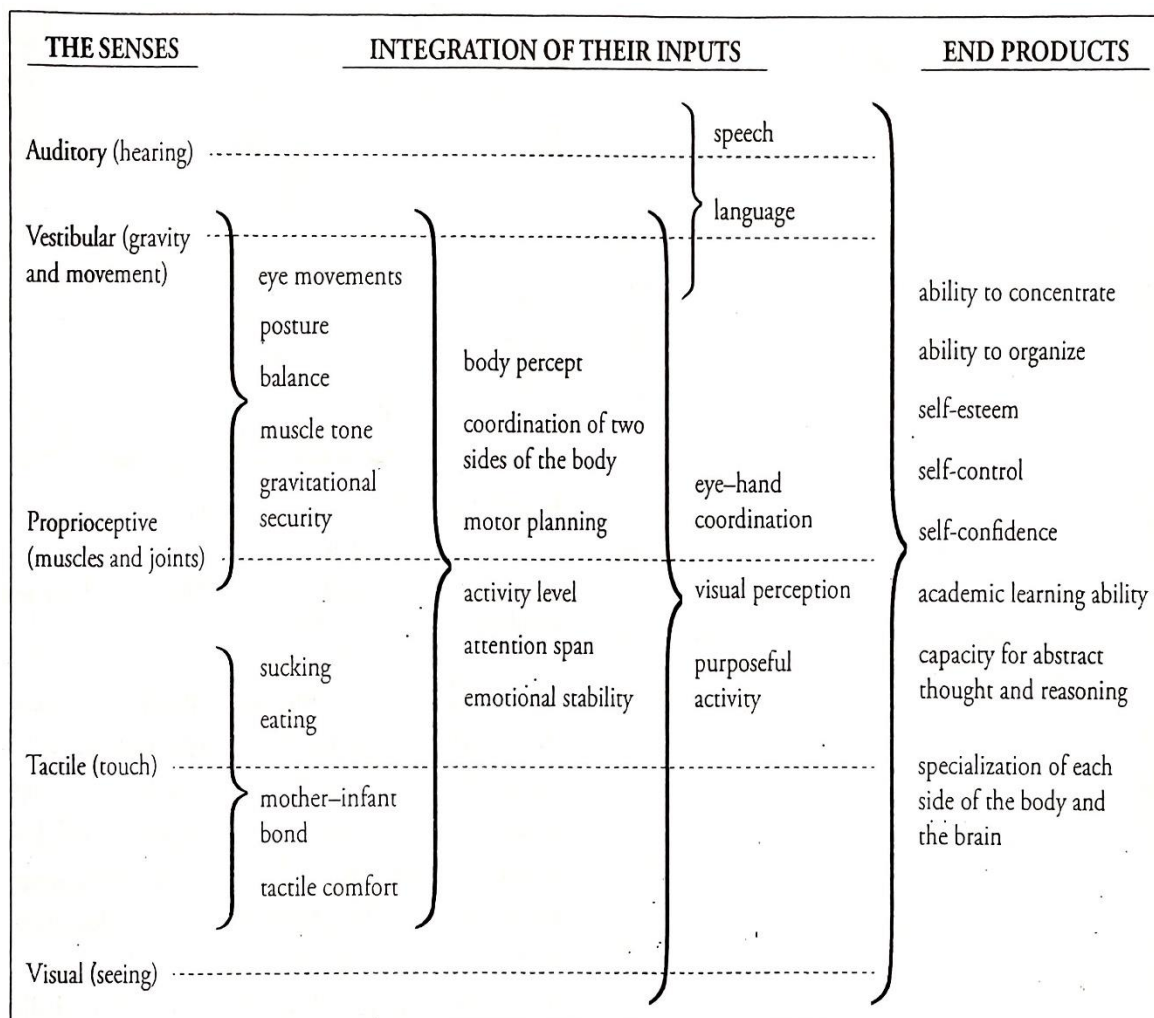 THE SENSES
INTEGRATION OF THEIR INPUTS
END PRODUCTS
Auditory (hearing)
Vestibular (gravity
and movement)
Proprioceptive
(muscles and joints)
Tactile (touch)
Visual (seeing)
eye movements
posture
balance
muscle tone
gravitational
security
sucking
eating
mother–infant
bond
tactile comfort
body percept
coordination of two
sides of the body
motor planning
activity level
attention span
emotional stability
speech
language
eye–hand
coordination
visual perception
purposeful
activity
ability to concentrate
ability to organize
self-esteem
self-control
self-confidence
academic learning ability
capacity for abstract
thought and reasoning
specialization of each
side of the body and
the brain